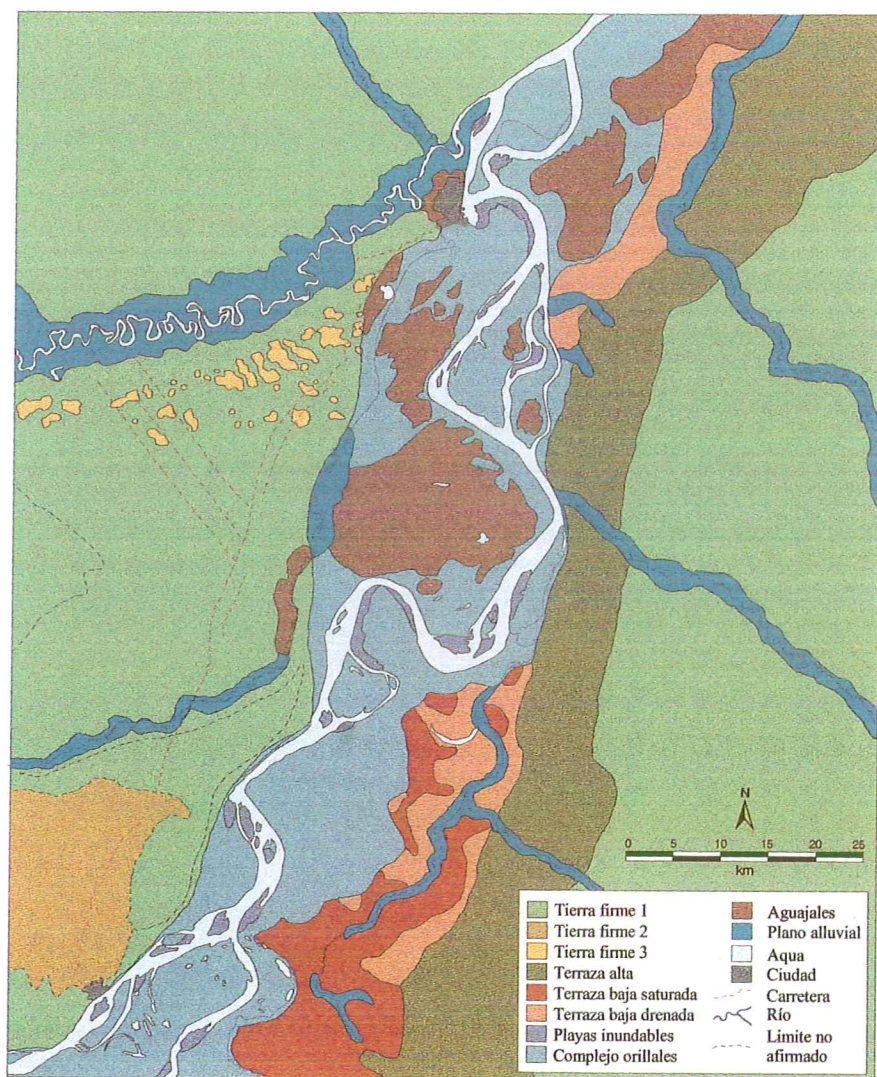 N
0 5 10 15 20 25
km
Tierra firme 1
Tierra firme 2
Tierra firme 3
Terraza alta
Terraza baja saturada
Terraza baja drenada
Playas inundables
Complejo orillales
Aguajales
Plano alluvial
Aqua
Ciudad
Carretera
Río
Limite no
afirmado